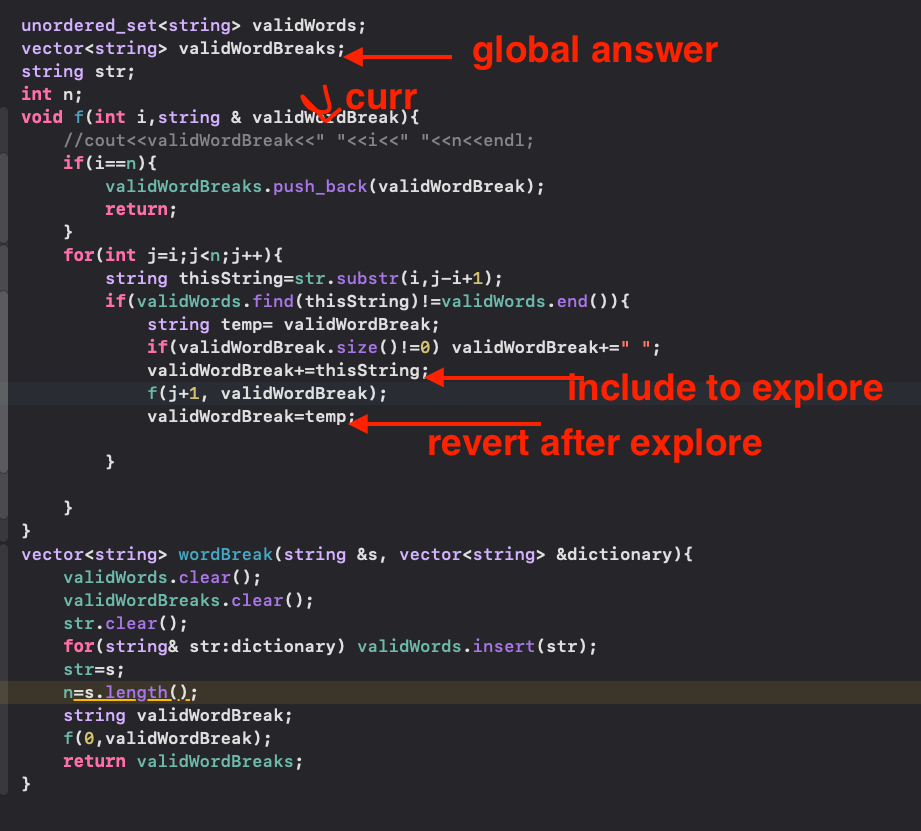 unordered_set<string> validWords;
vector<string> validWordBreaks;
global answer
string str;
int n;
curr
void f(int i,string & validWordBreak){
//cout<<validWordBreak<<" "<<i<<" "<<n<<endl;
if(i==n){
validWordBreaks.push_back(validWordBreak);
return;
}
for(int j=i;j<n;j++){
string thisString=str.substr(i,j-i+1);
if(validWords.find(thisString)!=validWords.end()){
string temp= validWordBreak;
if(validWordBreak.size()!=0) validWordBreak+=" ";
validWordBreak+=thisString;
include to explore
f(j+1, validWordBreak);
validWordBreak=temp;
revert after explore
}
}
}
vector<string> wordBreak(string &s, vector<string> &dictionary){
validWords.clear();
validWordBreaks.clear();
str.clear();
for(string& str:dictionary) validWords.insert(str);
str=s;
n=s.length();
string validWordBreak;
f(0,validWordBreak);
return validWordBreaks;
}